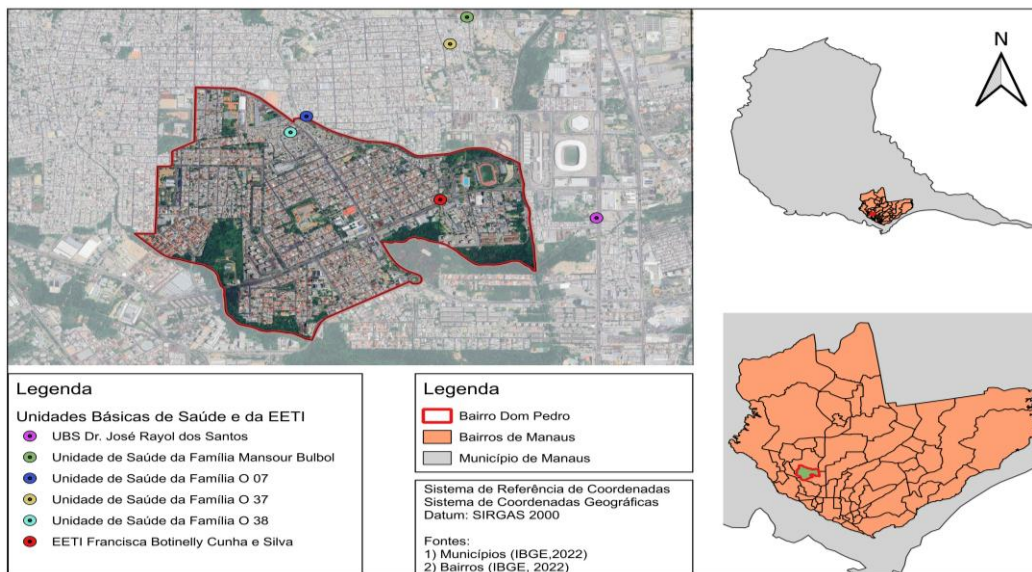 N
Legenda
Unidades Básicas de Saúde e da EETI
UBS Dr. José Rayol dos Santos
Unidade de Saúde da Família Mansour Bulbol
Unidade de Saúde da Família O 07
Unidade de Saúde da Família O 37
Unidade de Saúde da Família O 38
EETI Francisca Botinelly Cunha e Silva
Legenda
Bairro Dom Pedro
Bairros de Manaus
Município de Manaus
Sistema de Referência de Coordenadas
Sistema de Coordenadas Geográficas
Datum: SIRGAS 2000
Fontes:
1) Municípios (IBGE,2022)
2) Bairros (IBGE, 2022)